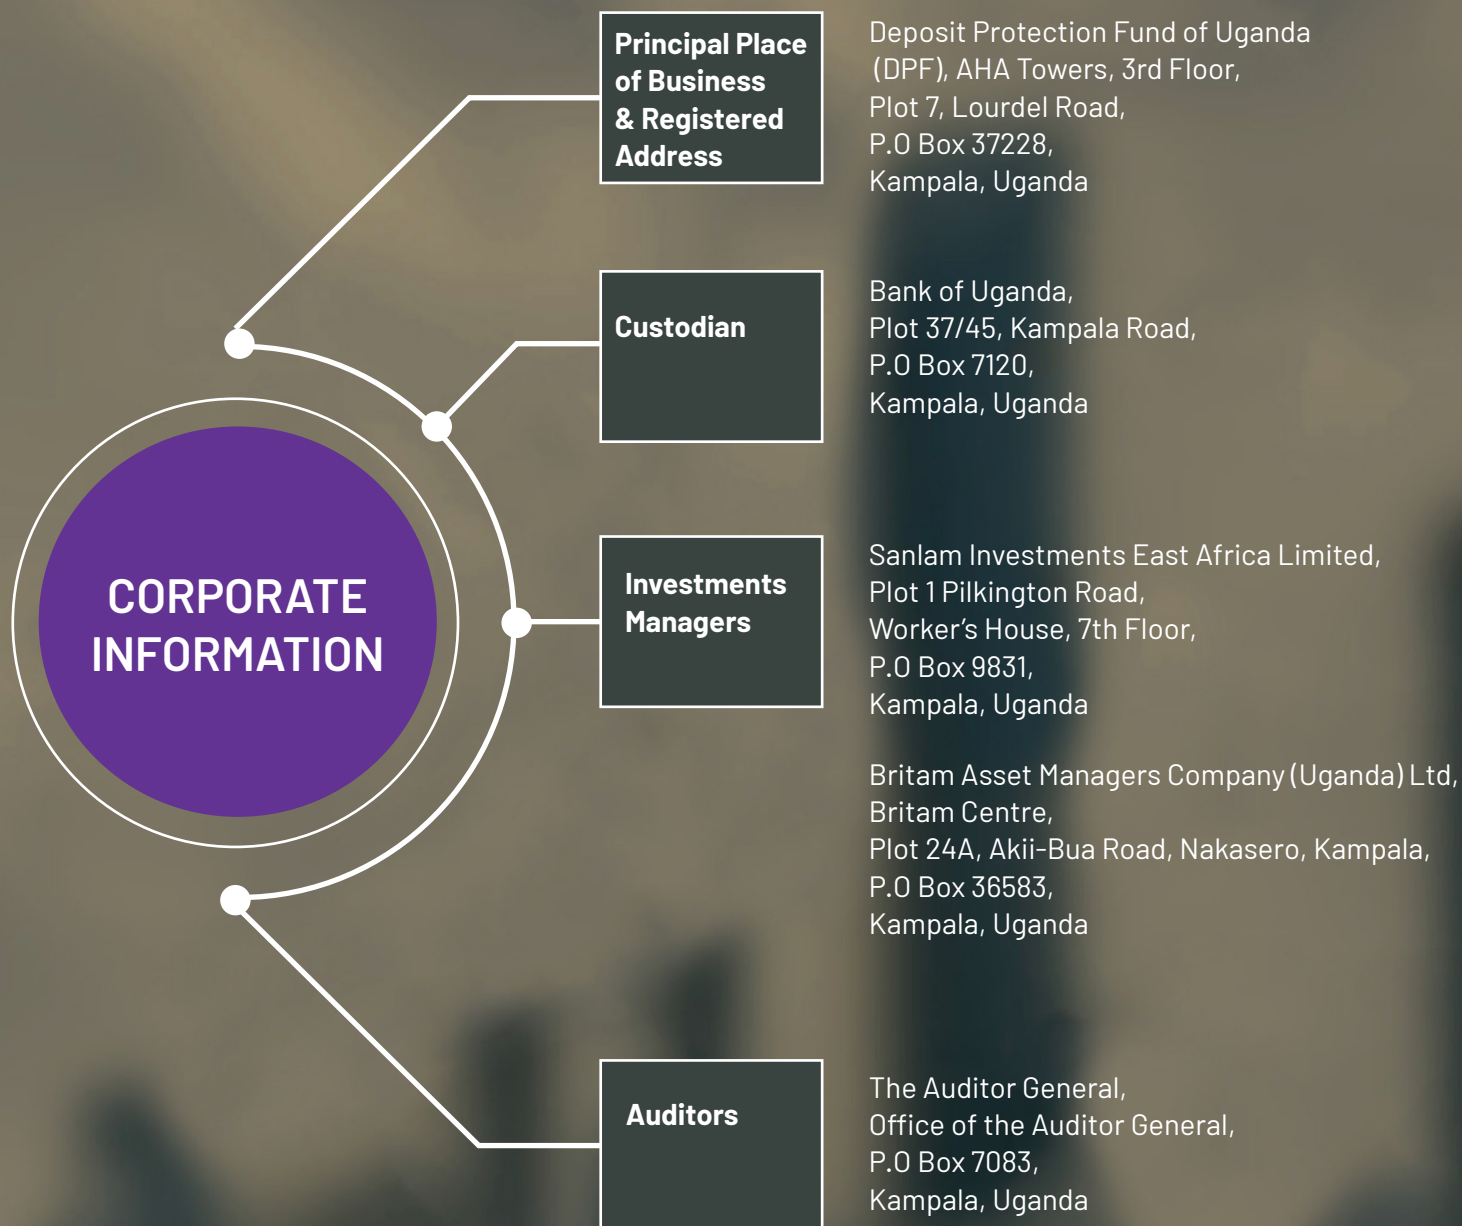 CORPORATE
INFORMATION
Principal Place
of Business
& Registered
Address
Deposit Protection Fund of Uganda
(DPF), AHA Towers, 3rd Floor,
Plot 7, Lourdel Road,
P.O Box 37228,
Kampala, Uganda
Custodian
Bank of Uganda,
Plot 37/45, Kampala Road,
P.O Box 7120,
Kampala, Uganda
Investments
Managers
Sanlam Investments East Africa Limited,
Plot 1 Pilkington Road,
Worker's House, 7th Floor,
P.O Box 9831,
Kampala, Uganda
Britam Asset Managers Company (Uganda) Ltd,
Britam Centre,
Plot 24A, Akii-Bua Road, Nakasero, Kampala,
P.O Box 36583,
Kampala, Uganda
Auditors
The Auditor General,
Office of the Auditor General,
P.O Box 7083,
Kampala, Uganda